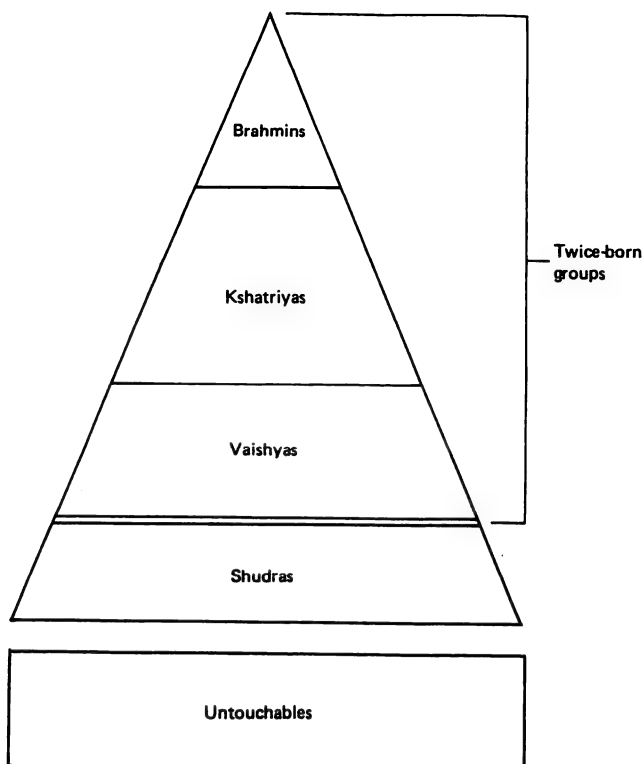 Brahmins
Kshatriyas
Twice-born
groups
Vaishyas
Shudras
Untouchables